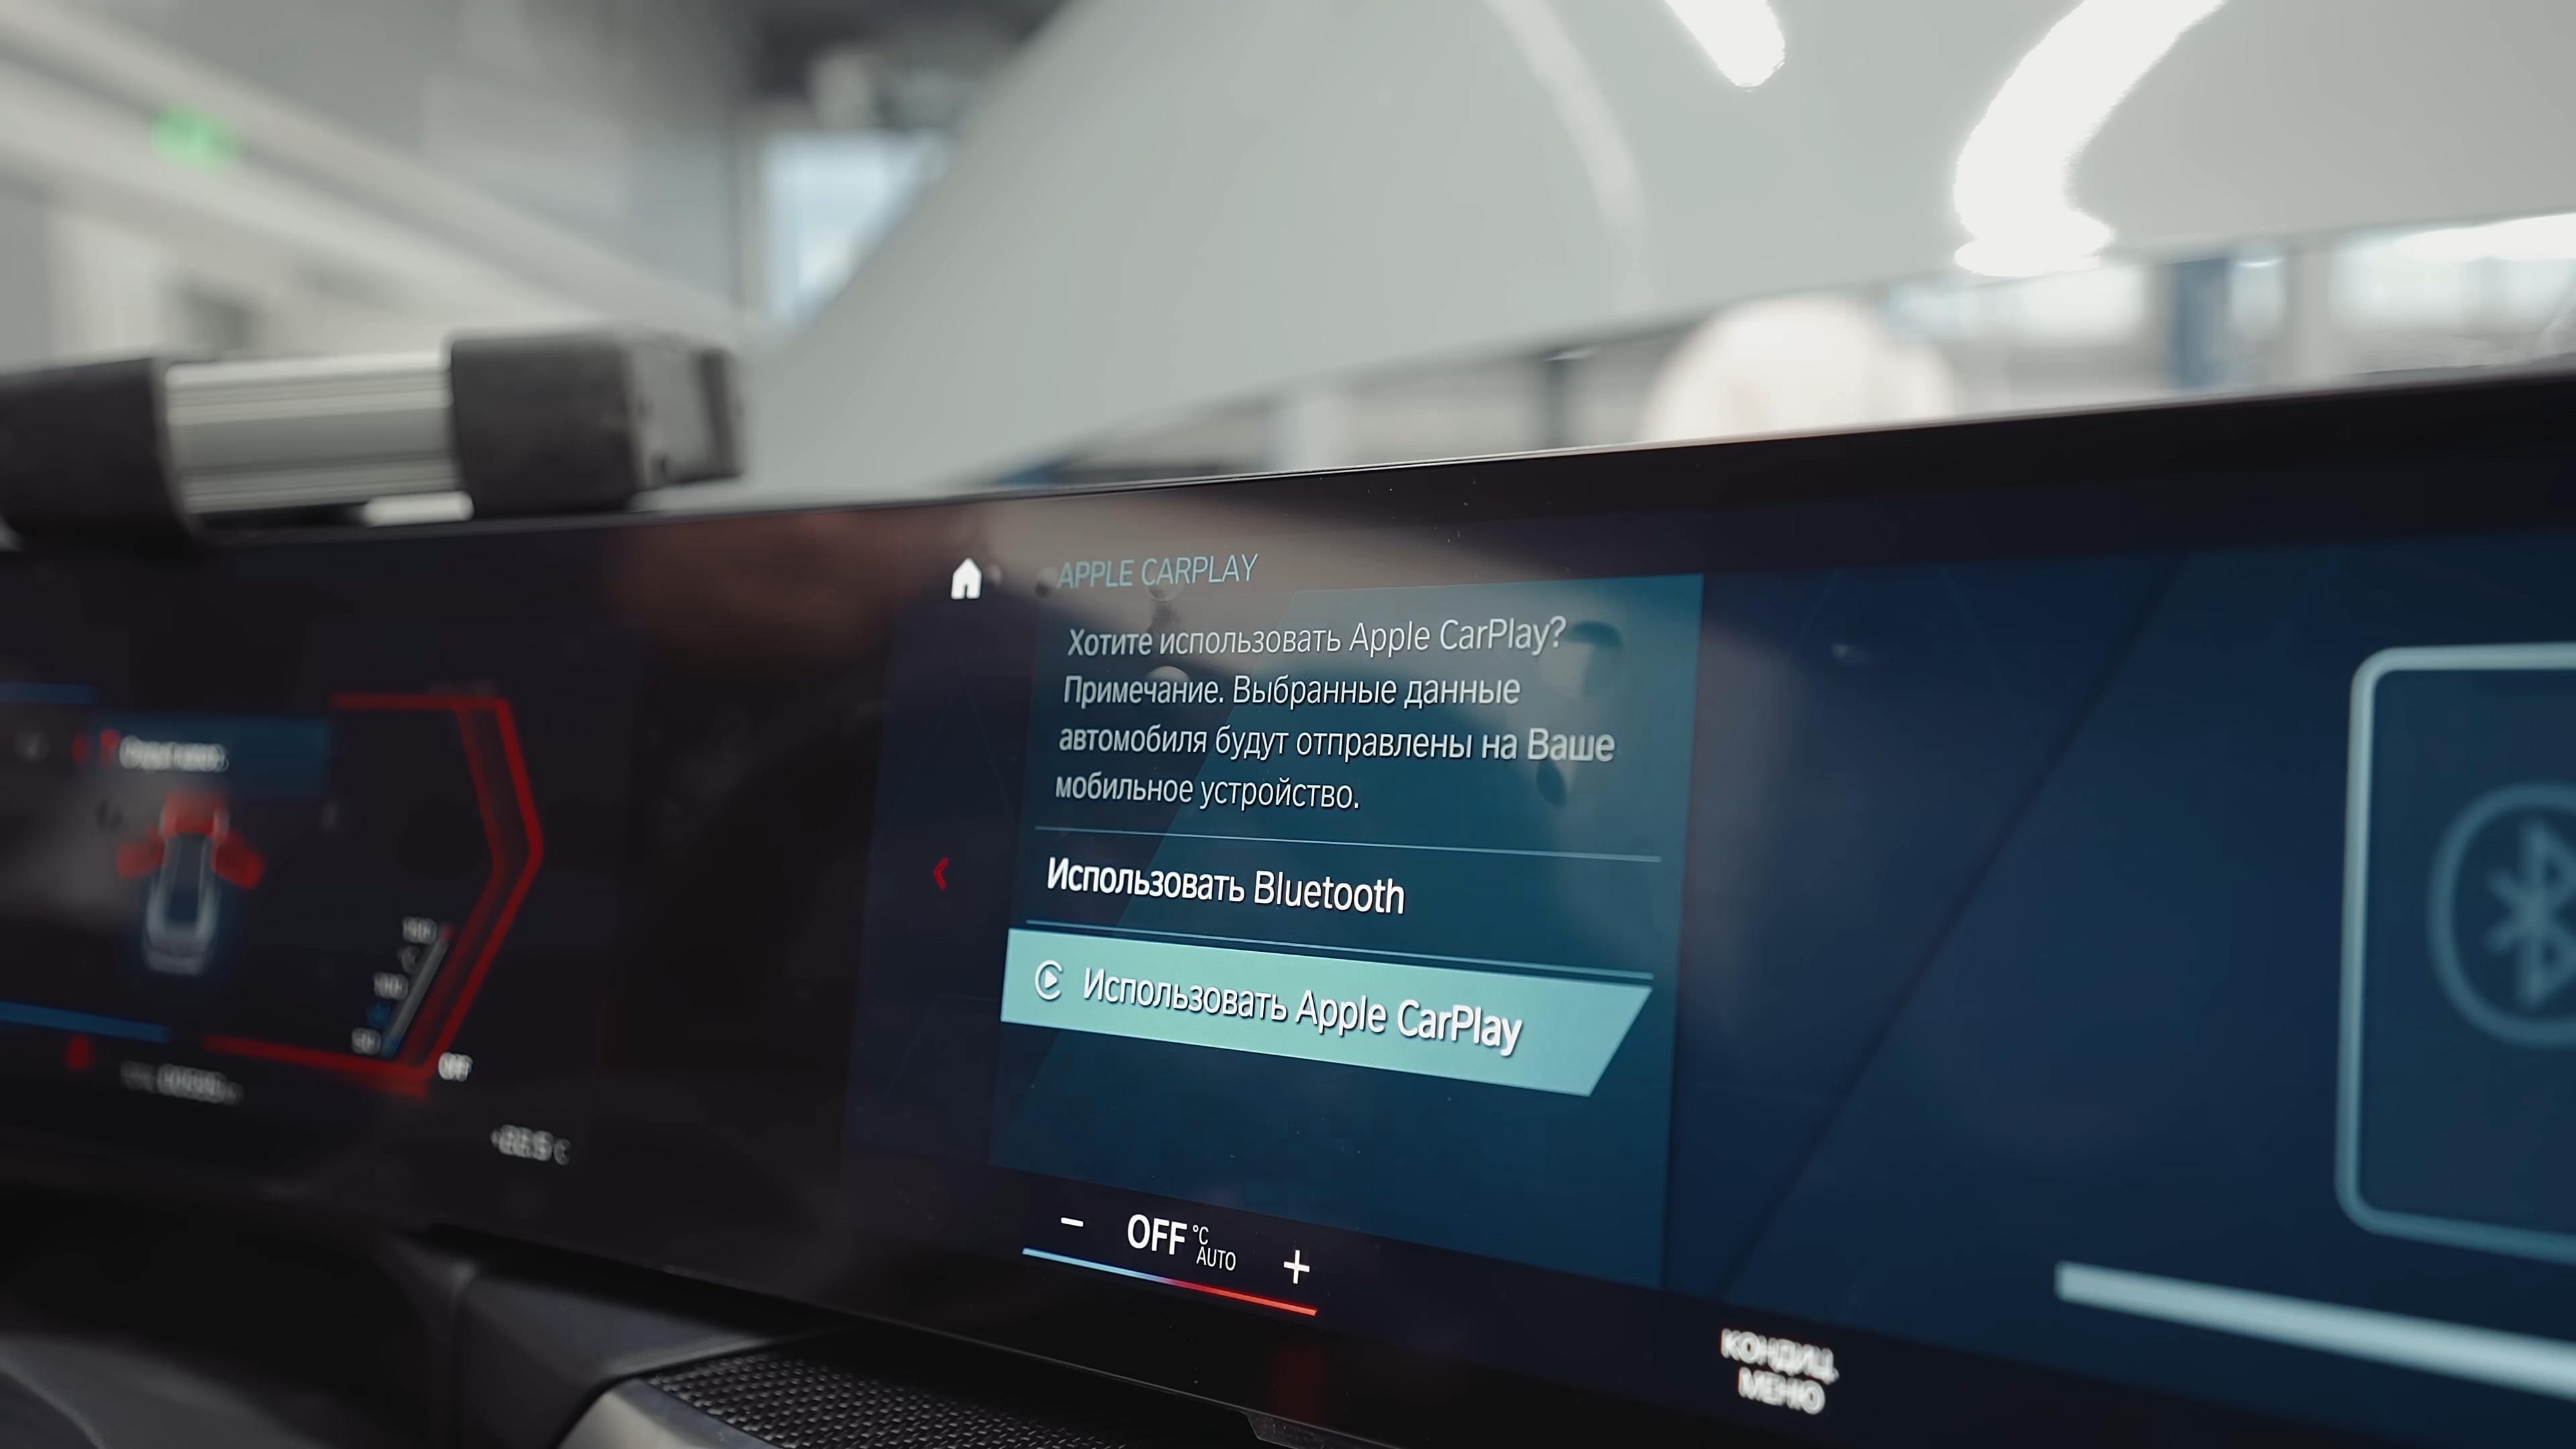 APPLE CARPLAY
Хотите использовать Apple CarPlay?
Примечание. Выбранные данные
автомобиля будут отправлены на Ваше
мобильное устройство.
Использовать Bluetooth
Использовать Apple CarPlay
OFF
OFF °C
AUTO
КОНДИЦ.
МЕНЮ